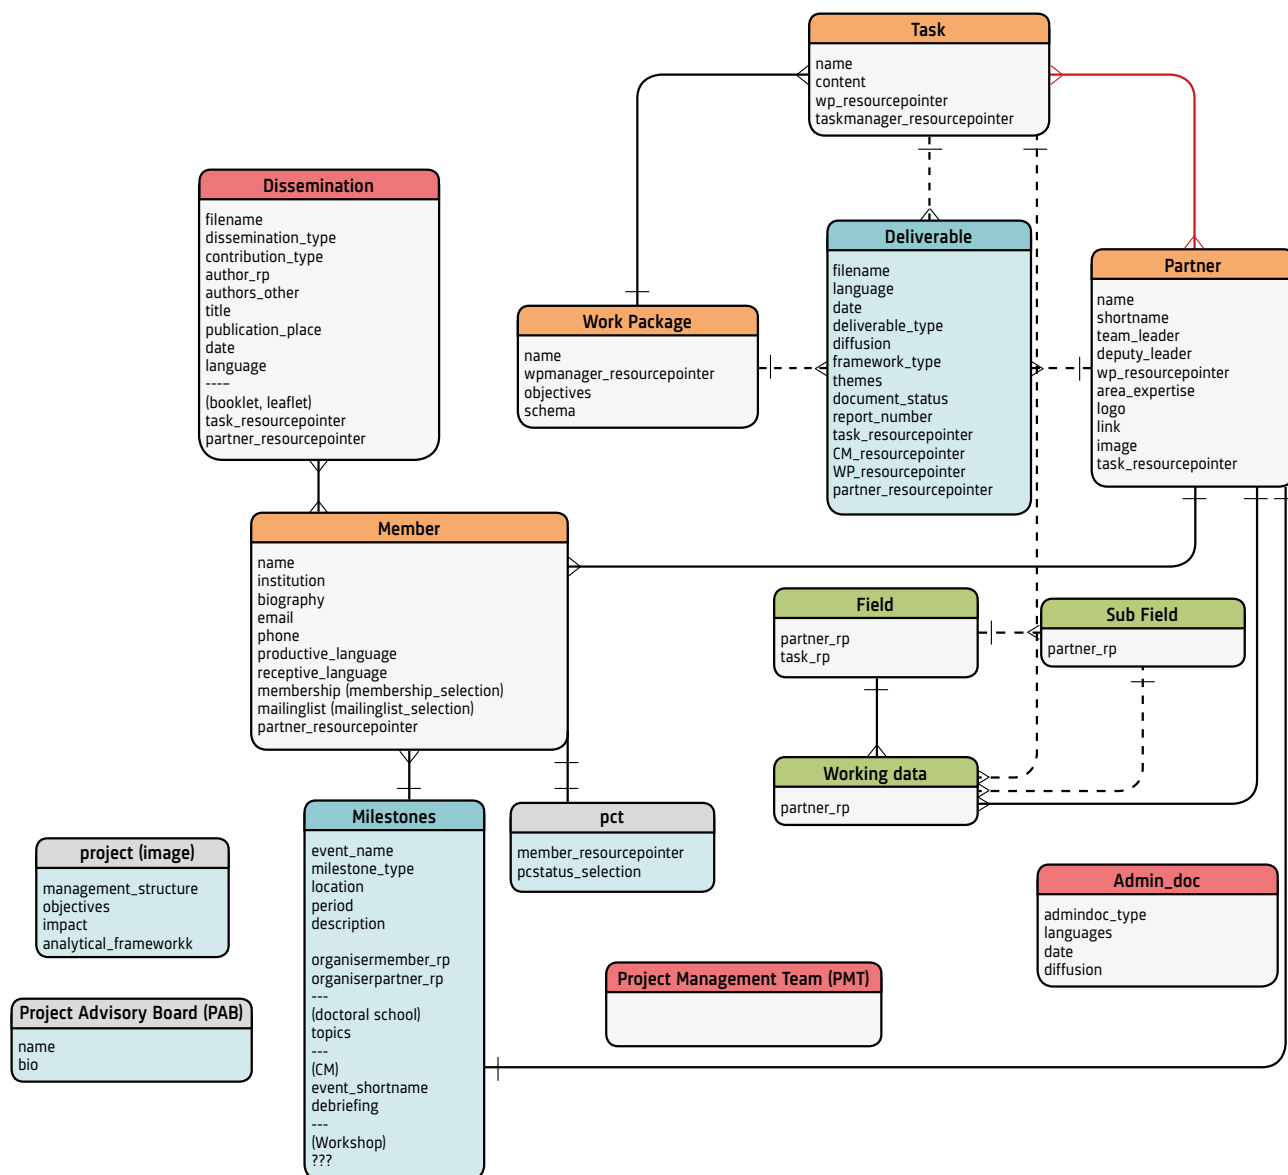 Task
name
content
wp_resourcepointer
taskmanager_resourcepointer
Dissemination
filename
dissemination_type
contribution_type
author_rp
authors_other
title
publication_place
date
language
----
(booklet, leaflet)
task_resourcepointer
partner_resourcepointer
Deliverable
filename
language
date
deliverable_type
diffusion
framework_type
themes
document_status
report_number
task_resourcepointer
CM_resourcepointer
WP_resourcepointer
partner_resourcepointer
Partner
name
shortname
team_leader
deputy_leader
wp_resourcepointer
area_expertise
logo
link
image
task_resourcepointer
Work Package
name
wpmanager_resourcepointer
objectives
schema
Member
name
institution
biography
email
phone
productive_language
receptive_language
membership (membership_selection)
mailinglist (mailinglist_selection)
partner_resourcepointer
Field
partner_rp
task_rp
Sub Field
partner_rp
Working data
partner_rp
Milestones
event_name
milestone_type
location
period
description
organisermember_rp
organiserpartner_rp
---
(doctoral school)
topics
---
(CM)
event_shortname
debriefing
---
(Workshop)
???
pct
member_resourcepointer
pcstatus_selection
project (image)
management_structure
objectives
impact
analytical_frameworkk
Admin_doc
admindoc_type
languages
date
diffusion
Project Management Team (PMT)
Project Advisory Board (PAB)
name
bio